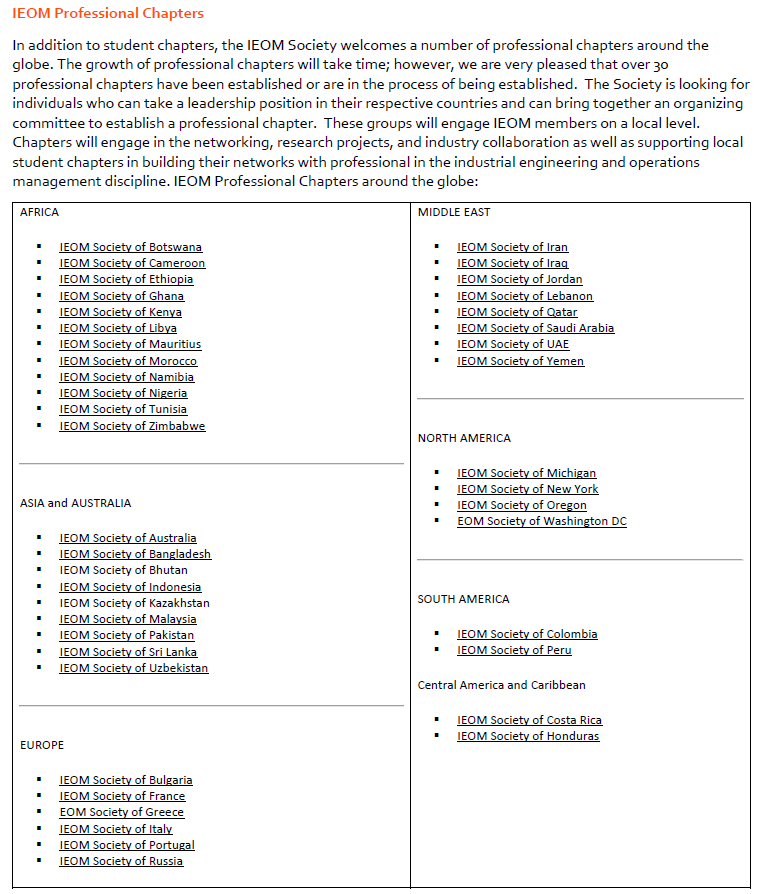 IEOM Professional Chapters
In addition to student chapters, the IEOM Society welcomes a number of professional chapters around the
globe. The growth of professional chapters will take time; however, we are very pleased that over 30
professional chapters have been established or are in the process of being established.  The Society is looking for
individuals who can take a leadership position in their respective countries and can bring together an organizing
committee to establish a professional chapter.  These groups will engage IEOM members on a local level.
Chapters will engage in the networking, research projects, and industry collaboration as well as supporting local
student chapters in building their networks with professional in the industrial engineering and operations
management discipline. IEOM Professional Chapters around the globe:
AFRICA
▪ IEOM Society of Botswana
▪ IEOM Society of Cameroon
▪ IEOM Society of Ethiopia
▪ IEOM Society of Ghana
▪ IEOM Society of Kenya
▪ IEOM Society of Libya
▪ IEOM Society of Mauritius
▪ IEOM Society of Morocco
▪ IEOM Society of Namibia
▪ IEOM Society of Nigeria
▪ IEOM Society of Tunisia
▪ IEOM Society of Zimbabwe
ASIA and AUSTRALIA
▪ IEOM Society of Australia
▪ IEOM Society of Bangladesh
▪ IEOM Society of Bhutan
▪ IEOM Society of Indonesia
▪ IEOM Society of Kazakhstan
▪ IEOM Society of Malaysia
▪ IEOM Society of Pakistan
▪ IEOM Society of Sri Lanka
▪ IEOM Society of Uzbekistan
EUROPE
▪ IEOM Society of Bulgaria
▪ IEOM Society of France
▪ EOM Society of Greece
▪ IEOM Society of Italy
▪ IEOM Society of Portugal
▪ IEOM Society of Russia
MIDDLE EAST
▪ IEOM Society of Iran
▪ IEOM Society of Iraq
▪ IEOM Society of Jordan
▪ IEOM Society of Lebanon
▪ IEOM Society of Qatar
▪ IEOM Society of Saudi Arabia
▪ IEOM Society of UAE
▪ IEOM Society of Yemen
NORTH AMERICA
▪ IEOM Society of Michigan
▪ IEOM Society of New York
▪ IEOM Society of Oregon
▪ EOM Society of Washington DC
SOUTH AMERICA
▪ IEOM Society of Colombia
▪ IEOM Society of Peru
Central America and Caribbean
▪ IEOM Society of Costa Rica
▪ IEOM Society of Honduras